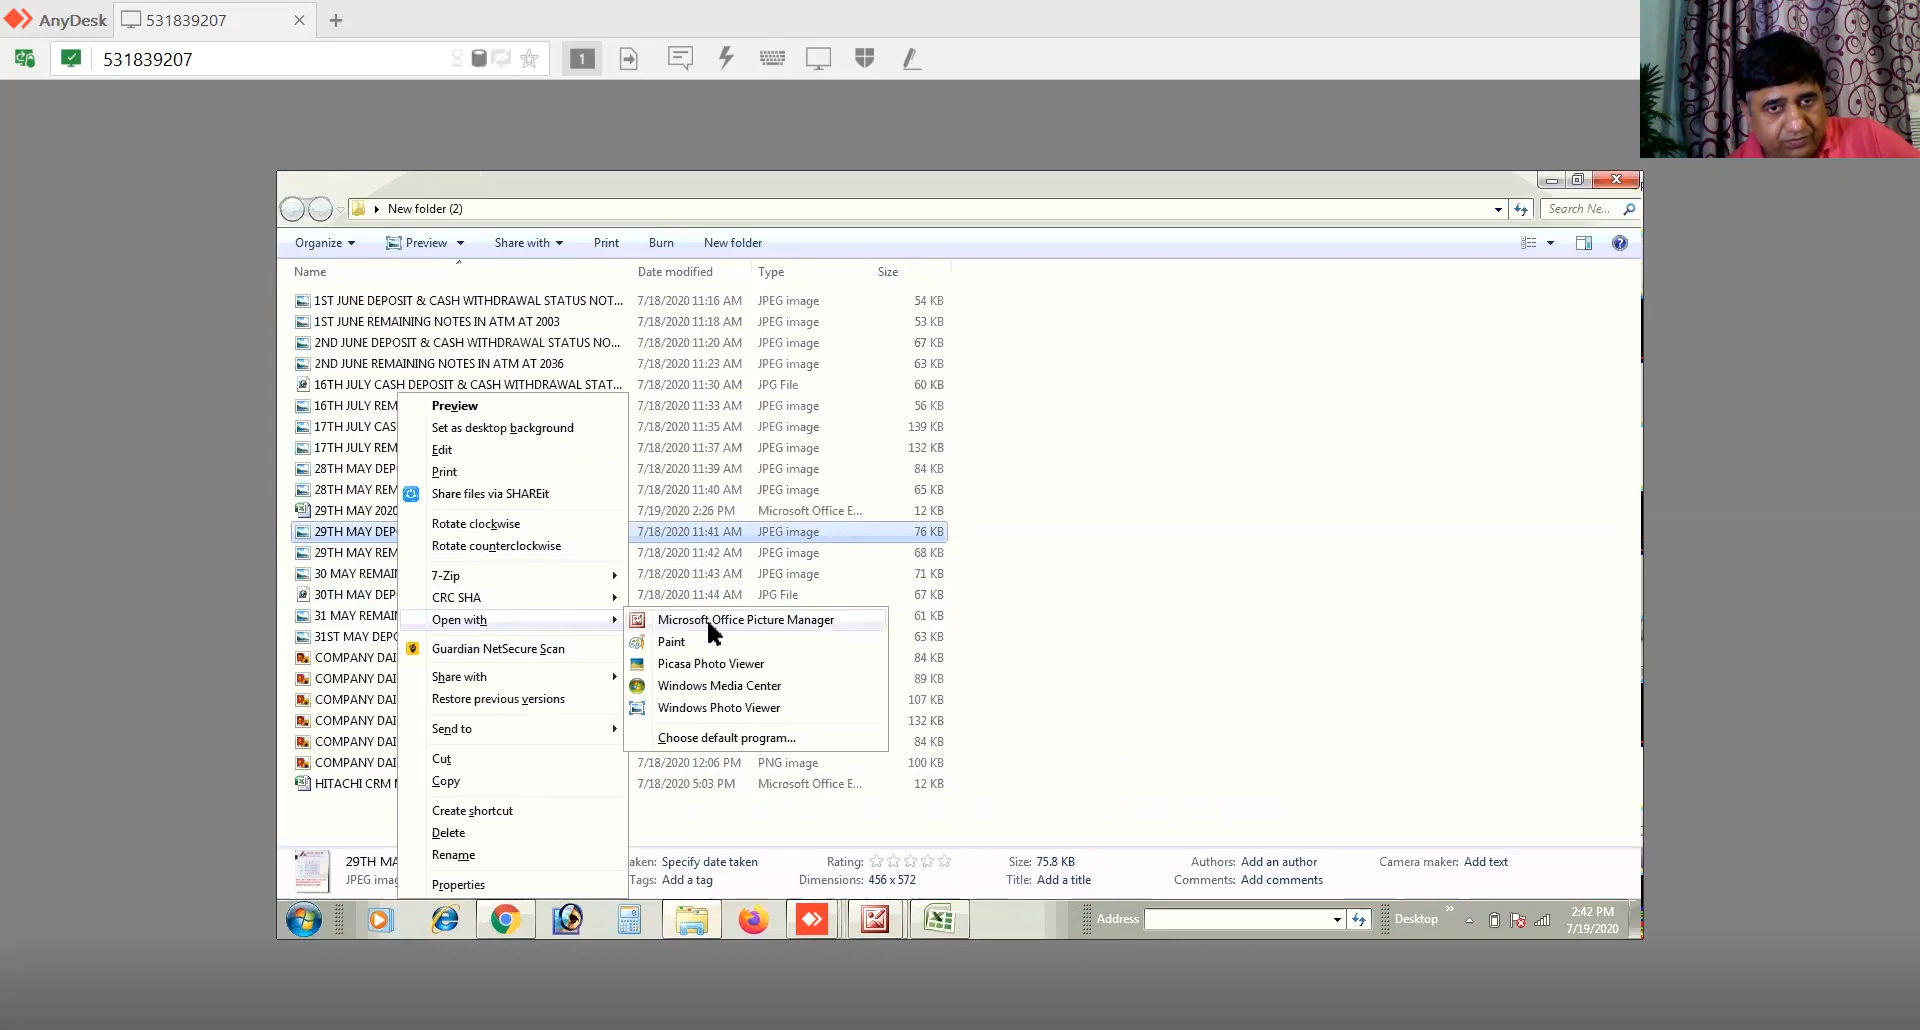 AnyDesk 531839207
531839207
1
New folder (2)
Search Ne...
Organize Preview Share with Print Burn New folder
Name Date modified Type Size
1ST JUNE DEPOSIT & CASH WITHDRAWAL STATUS NOT... 7/18/2020 11:16 AM JPEG image 54 KB
1ST JUNE REMAINING NOTES IN ATM AT 2003 7/18/2020 11:18 AM JPEG image 53 KB
2ND JUNE DEPOSIT & CASH WITHDRAWAL STATUS NO... 7/18/2020 11:20 AM JPEG image 67 KB
2ND JUNE REMAINING NOTES IN ATM AT 2036 7/18/2020 11:23 AM JPEG image 63 KB
16TH JULY CASH DEPOSIT & CASH WITHDRAWAL STAT... 7/18/2020 11:30 AM JPG File 60 KB
16TH JULY REM 7/18/2020 11:33 AM JPEG image 56 KB
17TH JULY CAS 7/18/2020 11:35 AM JPEG image 139 KB
17TH JULY REM 7/18/2020 11:37 AM JPEG image 132 KB
28TH MAY DEP 7/18/2020 11:39 AM JPEG image 84 KB
28TH MAY REM 7/18/2020 11:40 AM JPEG image 65 KB
29TH MAY 2020 7/19/2020 2:26 PM Microsoft Office E... 12 KB
29TH MAY DEP 7/18/2020 11:41 AM JPEG image 76 KB
29TH MAY REM 7/18/2020 11:42 AM JPEG image 68 KB
30 MAY REMAI 7/18/2020 11:43 AM JPEG image 71 KB
30TH MAY DEP 7/18/2020 11:44 AM JPG File 67 KB
31 MAY REMAI 61 KB
31ST MAY DEPO 63 KB
COMPANY DAI 84 KB
COMPANY DAI 89 KB
COMPANY DAI 107 KB
COMPANY DAI 132 KB
COMPANY DAI 84 KB
COMPANY DAI 7/18/2020 12:06 PM PNG image 100 KB
HITACHI CRM 7/18/2020 5:03 PM Microsoft Office E... 12 KB
Preview
Set as desktop background
Edit
Print
Share files via SHAREit
Rotate clockwise
Rotate counterclockwise
7-Zip
CRC SHA
Open with
Guardian NetSecure Scan
Share with
Restore previous versions
Send to
Cut
Copy
Create shortcut
Delete
Rename
Properties
Microsoft Office Picture Manager
Paint
Picasa Photo Viewer
Windows Media Center
Windows Photo Viewer
Choose default program...
29TH MA aken: Specify date taken Rating: Size: 75.8 KB Authors: Add an author Camera maker: Add text
JPEG imag Tags: Add a tag Dimensions: 456 x 572 Title: Add a title Comments: Add comments
Address Desktop
2:42 PM
7/19/2020